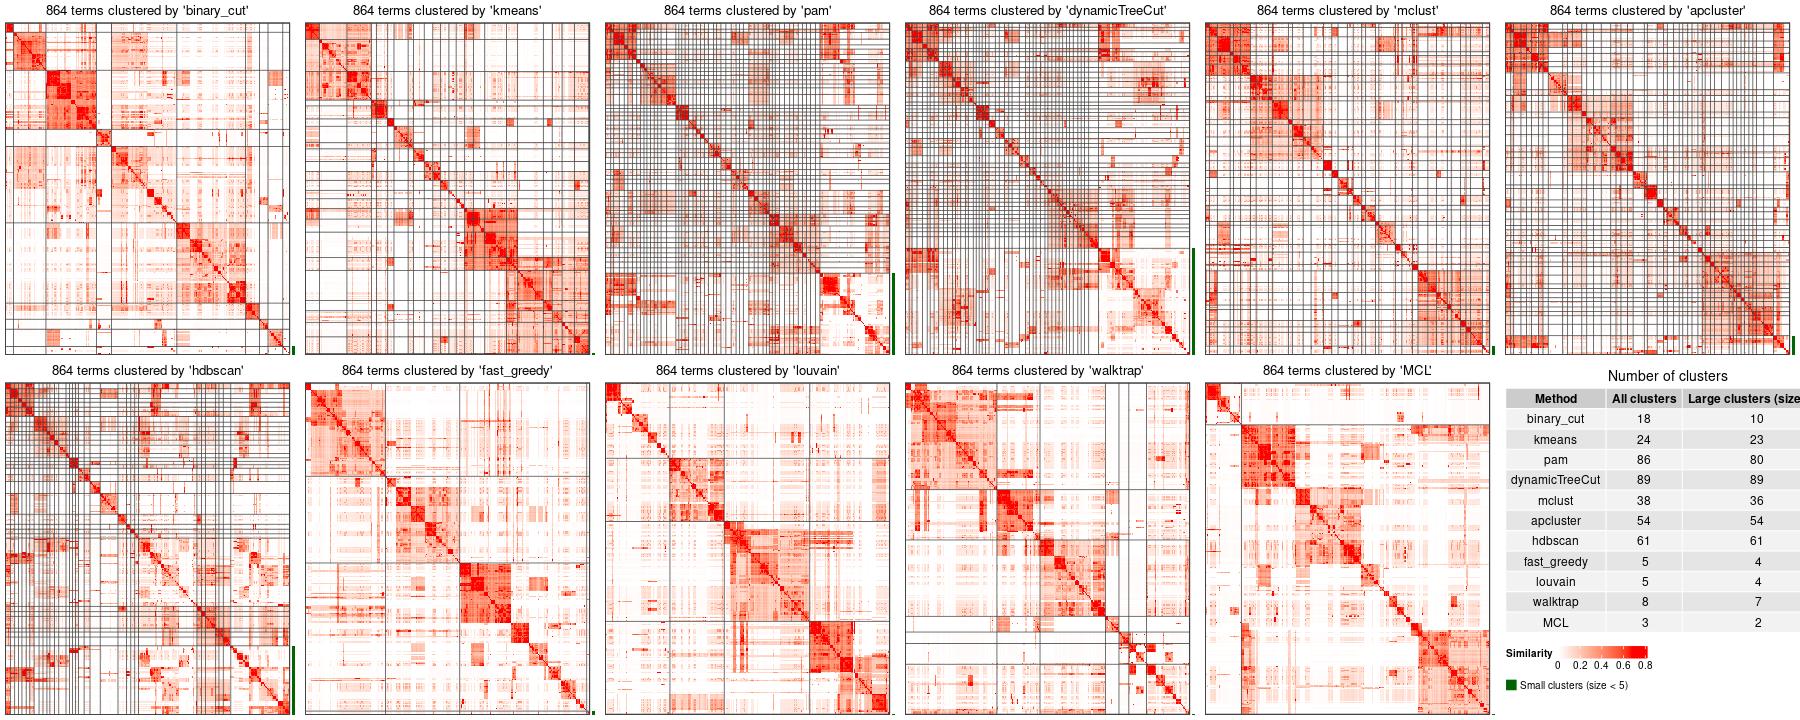 864 terms clustered by 'binary_cut'
864 terms clustered by 'kmeans'
864 terms clustered by 'pam'
864 terms clustered by 'dynamicTreeCut'
864 terms clustered by 'mclust'
864 terms clustered by 'apcluster'
864 terms clustered by 'hdbscan'
864 terms clustered by 'fast_greedy'
864 terms clustered by 'louvain'
864 terms clustered by 'walktrap'
864 terms clustered by 'MCL'
Number of clusters
Method All clusters Large clusters (size
binary_cut 18 10
kmeans 24 23
pam 86 80
dynamicTreeCut 89 89
mclust 38 36
apcluster 54 54
hdbscan 61 61
fast_greedy 5 4
louvain 5 4
walktrap 8 7
MCL 3 2
Similarity
0 0.2 0.4 0.6 0.8
Small clusters (size < 5)